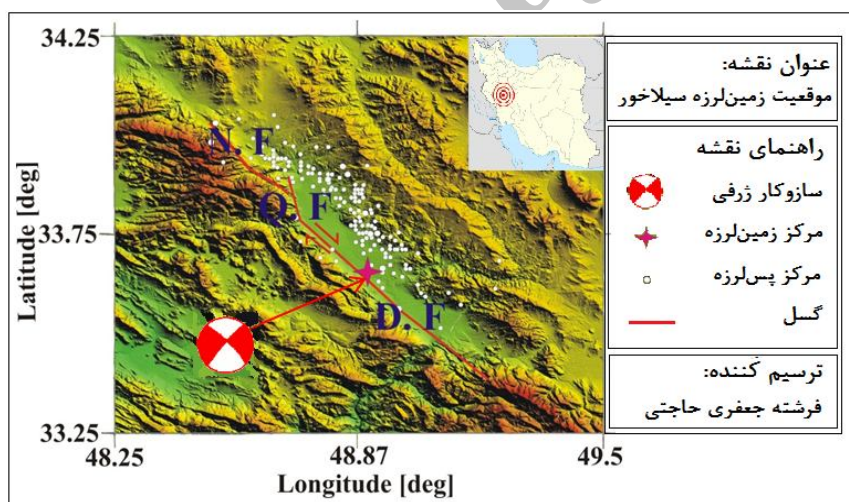 34.25
33.75
33.25
Latitude [deg]
48.25
48.87
49.5
Longitude [deg]
N. F
Q. F
D. F
عنوان نقشه:
موقعیت زمین‌لرزه سیلاخور
راهنمای نقشه
سازوکار ژرفی
مرکز زمین‌لرزه
مرکز پس‌لرزه
گسل
ترسیم کننده:
فرشته جعفری حاجتی